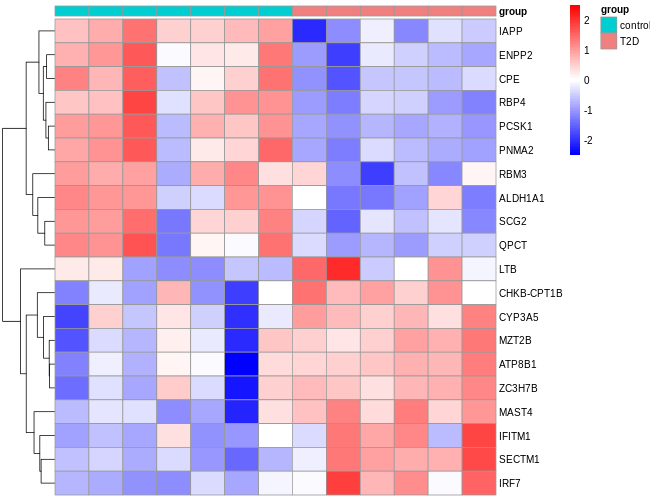 group
IAPP
ENPP2
CPE
RBP4
PCSK1
PNMA2
RBM3
ALDH1A1
SCG2
QPCT
LTB
CHKB-CPT1B
CYP3A5
MZT2B
ATP8B1
ZC3H7B
MAST4
IFITM1
SECTM1
IRF7
2
1
0
-1
-2
group
control
T2D